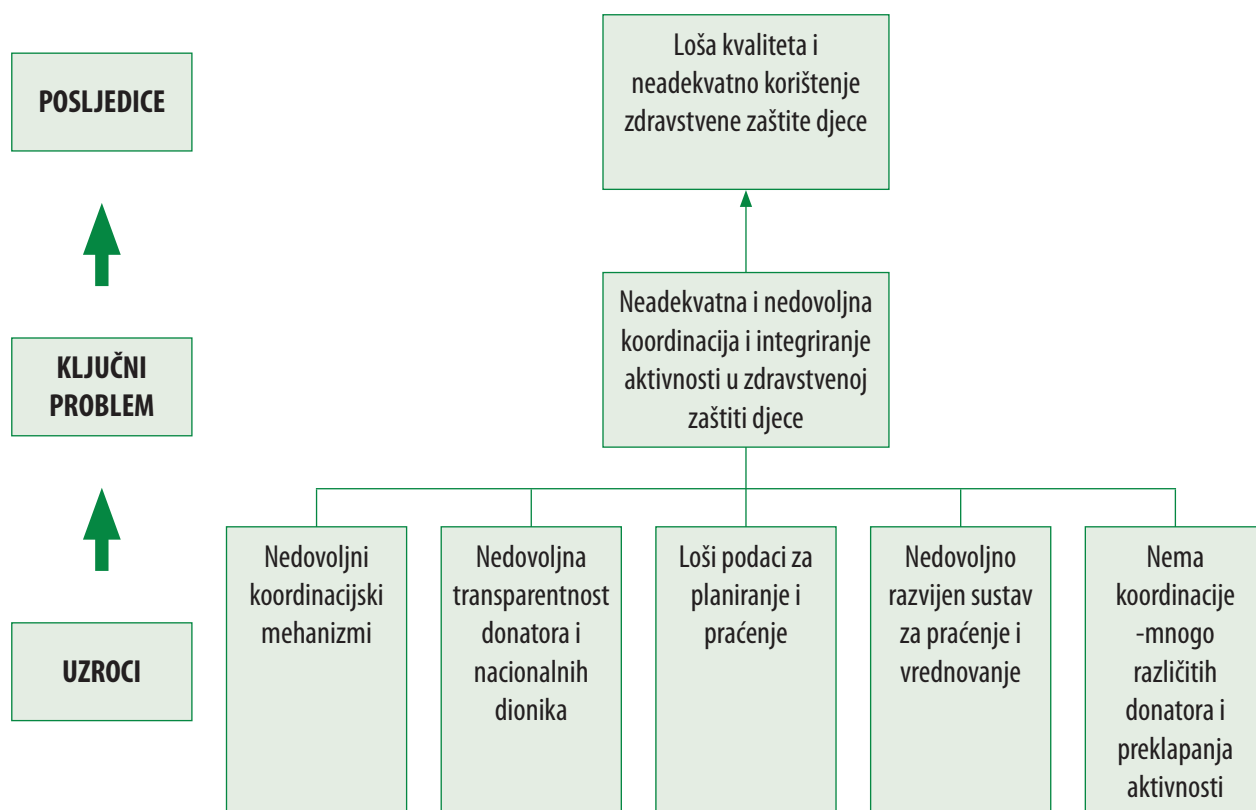 POSLJEDICE
Loša kvaliteta i
neadekvatno korištenje
zdravstvene zaštite djece
KLJUČNI
PROBLEM
Neadekvatna i nedovoljna
koordinacija i integriranje
aktivnosti u zdravstvenoj
zaštiti djece
UZROCI
Nedovoljni
koordinacijski
mehanizmi
Nedovoljna
transparentnost
donatora i
nacionalnih
dionika
Loši podaci za
planiranje i
praćenje
Nedovoljno
razvijen sustav
za praćenje i
vrednovanje
Nema
koordinacije
-mnogo
različitih
donatora i
preklapanja
aktivnosti